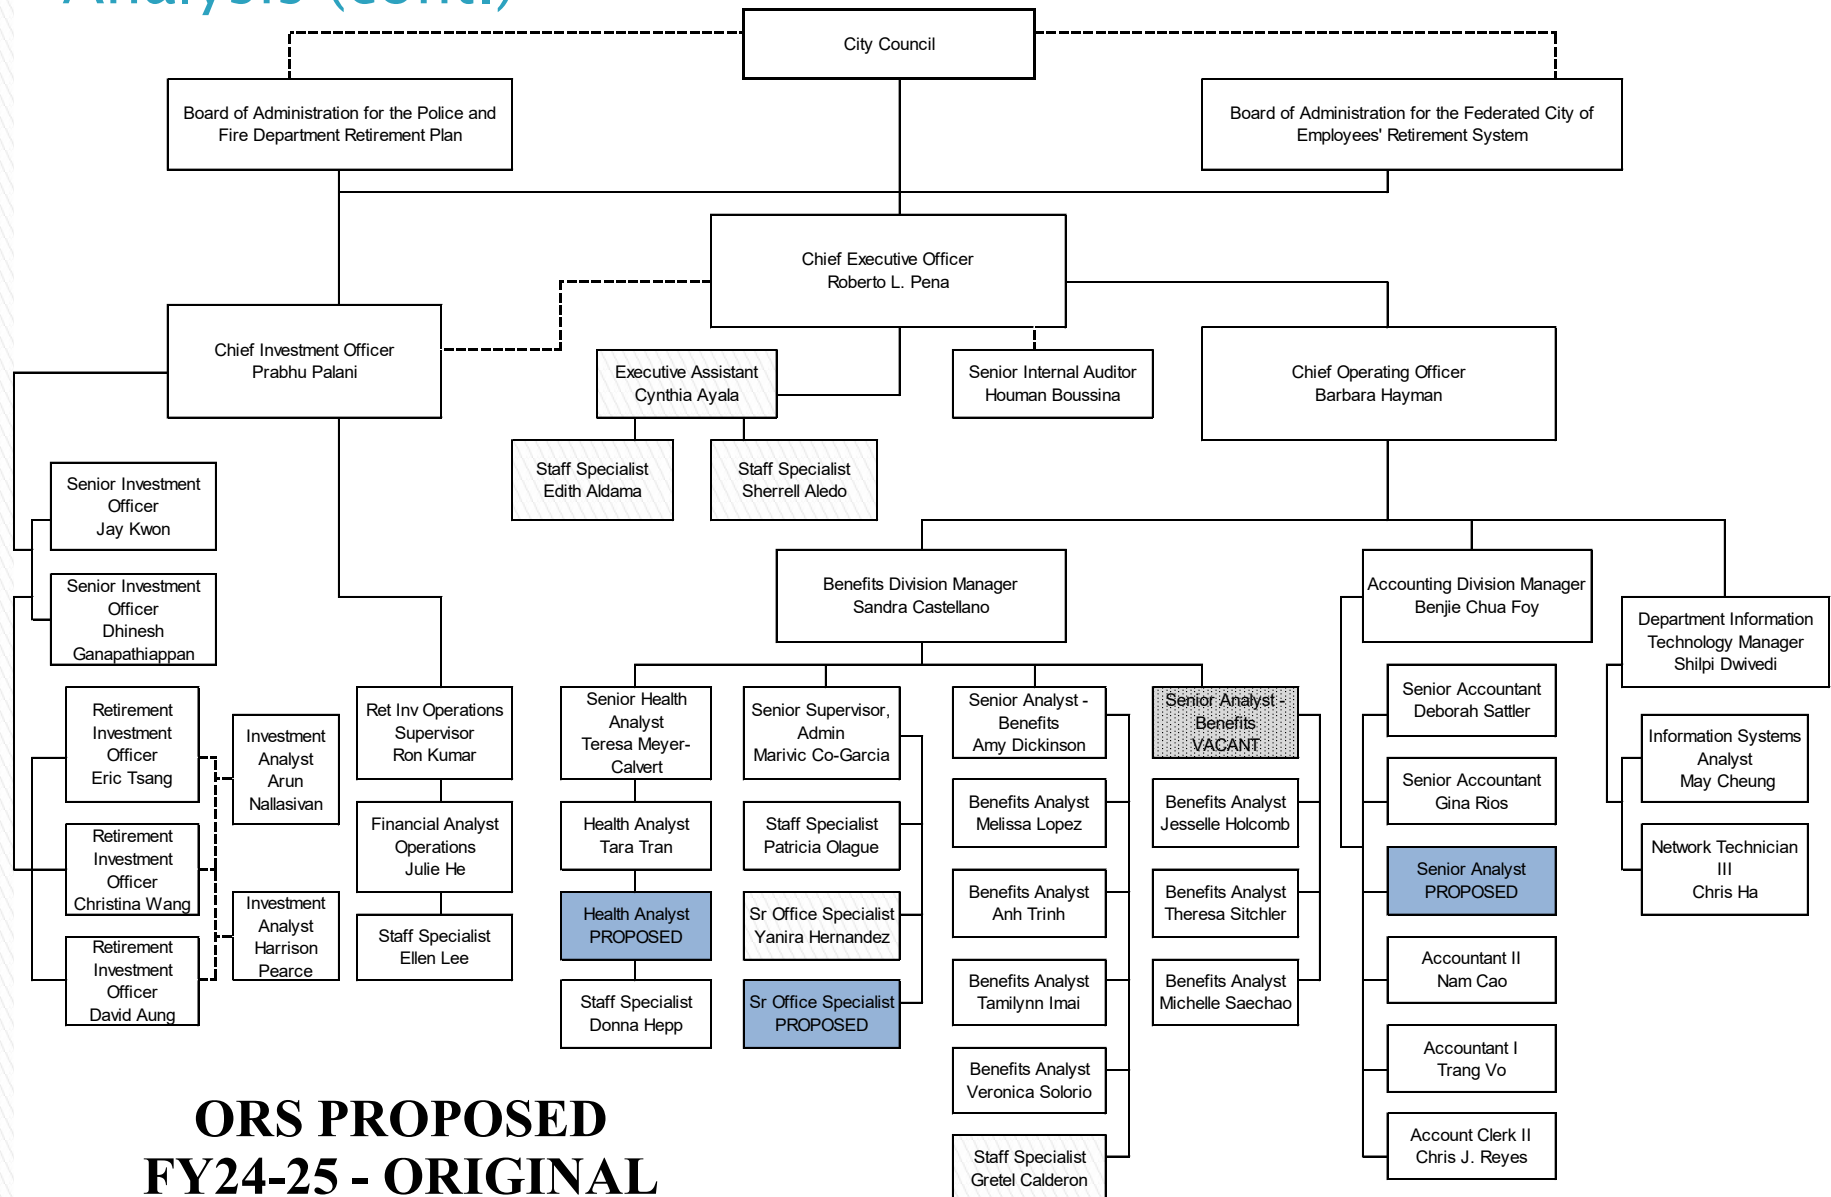 Analysis (cont.)
City Council
Board of Administration for the Police and
Fire Department Retirement Plan
Board of Administration for the Federated City of
Employees' Retirement System
Chief Executive Officer
Roberto L. Pena
Chief Investment Officer
Prabhu Palani
Executive Assistant
Cynthia Ayala
Senior Internal Auditor
Houman Boussina
Chief Operating Officer
Barbara Hayman
Staff Specialist
Edith Aldama
Staff Specialist
Sherrell Aledo
Senior Investment
Officer
Jay Kwon
Senior Investment
Officer
Dhinesh
Ganapathiappan
Benefits Division Manager
Sandra Castellano
Accounting Division Manager
Benjie Chua Foy
Department Information
Technology Manager
Shilpi Dwivedi
Retirement
Investment
Officer
Eric Tsang
Retirement
Investment
Officer
Christina Wang
Retirement
Investment
Officer
David Aung
Investment
Analyst
Arun
Nallasivan
Investment
Analyst
Harrison
Pearce
Ret Inv Operations
Supervisor
Ron Kumar
Financial Analyst
Operations
Julie He
Staff Specialist
Ellen Lee
Senior Health
Analyst
Teresa Meyer-
Calvert
Health Analyst
Tara Tran
Health Analyst
PROPOSED
Staff Specialist
Donna Hepp
Senior Supervisor,
Admin
Marivic Co-Garcia
Staff Specialist
Patricia Olague
Sr Office Specialist
Yanira Hernandez
Sr Office Specialist
PROPOSED
Senior Analyst -
Benefits
Amy Dickinson
Benefits Analyst
Melissa Lopez
Benefits Analyst
Anh Trinh
Benefits Analyst
Tamilynn Imai
Benefits Analyst
Veronica Solorio
Staff Specialist
Gretel Calderon
Senior Analyst -
Benefits
VACANT
Benefits Analyst
Jesselle Holcomb
Benefits Analyst
Theresa Sitchler
Benefits Analyst
Michelle Saechao
Senior Accountant
Deborah Sattler
Senior Accountant
Gina Rios
Senior Analyst
PROPOSED
Accountant II
Nam Cao
Accountant I
Trang Vo
Account Clerk II
Chris J. Reyes
Information Systems
Analyst
May Cheung
Network Technician
III
Chris Ha
ORS PROPOSED
FY24-25 - ORIGINAL